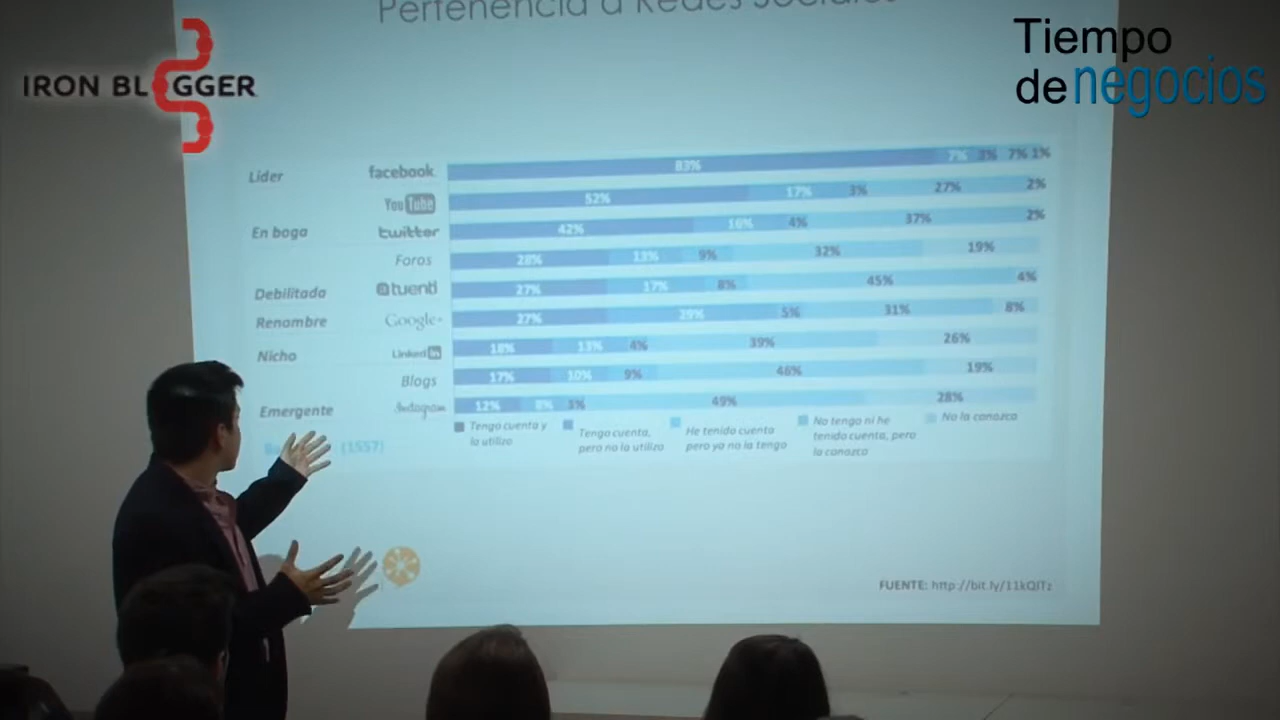 Pertenencia a Redes Sociales
IRON BLOGGER
Tiempo
de negocios
Líder facebook 83% 7% 3% 7% 1%
YouTube 52% 17% 3% 27% 2%
En boga twitter 42% 16% 4% 37% 2%
Foros 28% 13% 9% 32% 19%
Debilitada tuenti 27% 17% 8% 45% 4%
Renombre Google+ 27% 29% 5% 31% 8%
Nicho Linked in 18% 13% 4% 39% 26%
Blogs 17% 10% 9% 46% 19%
Emergente Instagram 12% 8% 3% 49% 28%
Tengo cuenta y
la utilizo
Tengo cuenta,
pero no la utilizo
He tenido cuenta
pero ya no la tengo
No tengo ni he
tenido cuenta, pero
la conozco
No la conozco
(1557)
FUENTE: http://bit.ly/11kQlTz